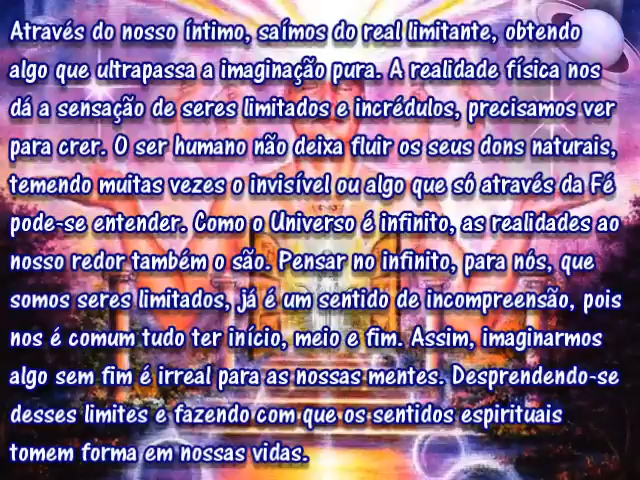 Através do nosso íntimo, saímos do real limitante, obtendo
algo que ultrapassa a imaginação pura. A realidade física nos
dá a sensação de seres limitados e incrédulos, precisamos ver
para crer. O ser humano não deixa fluir os seus dons naturais,
temendo muitas vezes o invisível ou algo que só através da Fé
pode-se entender. Como o Universo é infinito, as realidades ao
nosso redor também o são. Pensar no infinito, para nós, que
somos seres limitados, já é um sentido de incompreensão, pois
nos é comum tudo ter início, meio e fim. Assim, imaginarmos
algo sem fim é irreal para as nossas mentes. Desprendendo-se
desses limites e fazendo com que os sentidos espirituais
tomem forma em nossas vidas.